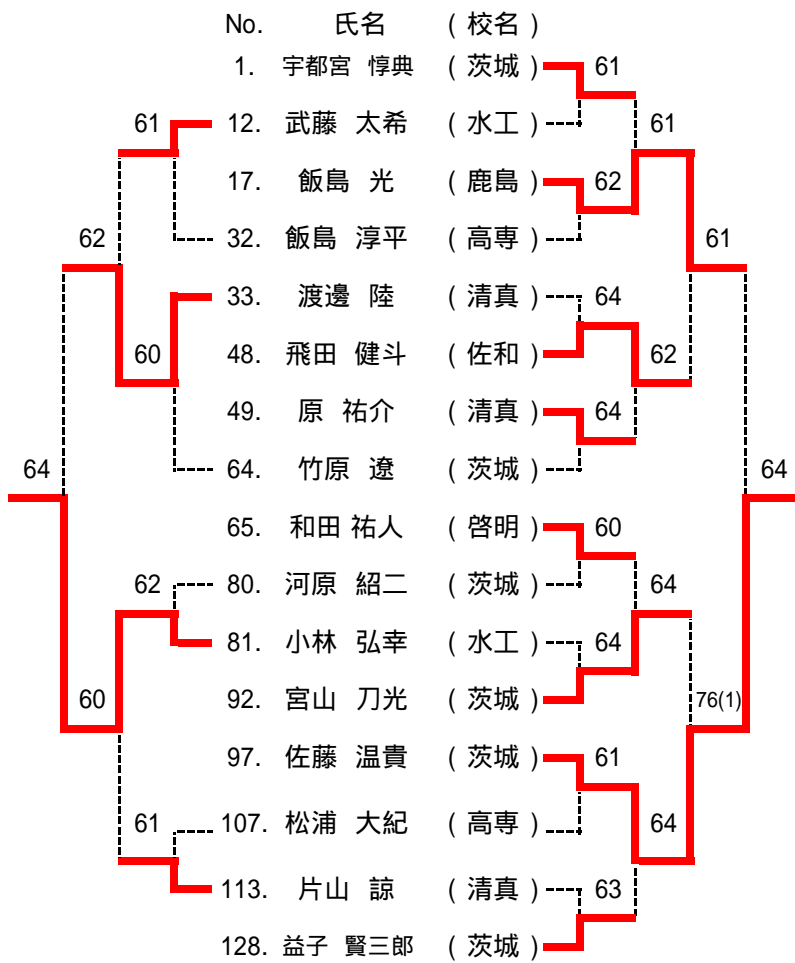 No. 氏名 (校名)
1. 宇都宮 惇典 (茨城) 61
61 12. 武藤 太希 (水工) 61
17. 飯島 光 (鹿島) 62
62 32. 飯島 淳平 (高専) 61
33. 渡邊 陸 (清真) 64
60 48. 飛田 健斗 (佐和) 62
49. 原 祐介 (清真) 64
64 64. 竹原 遼 (茨城) 64
65. 和田 祐人 (啓明) 60
62 80. 河原 紹二 (茨城) 64
81. 小林 弘幸 (水工) 64
60 92. 宮山 刀光 (茨城) 76(1)
97. 佐藤 温貴 (茨城) 61
61 107. 松浦 大紀 (高専) 64
113. 片山 諒 (清真) 63
128. 益子 賢三郎 (茨城)